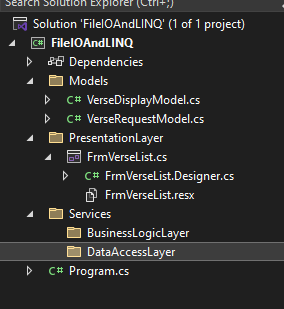 Search Solution Explorer (Ctrl+;)
Solution 'FileIOAndLINQ' (1 of 1 project)
C# FileIOAndLINQ
Dependencies
Models
C# VerseDisplayModel.cs
C# VerseRequestModel.cs
PresentationLayer
FrmVerseList.cs
C# FrmVerseList.Designer.cs
FrmVerseList.resx
Services
BusinessLogicLayer
DataAccessLayer
C# Program.cs